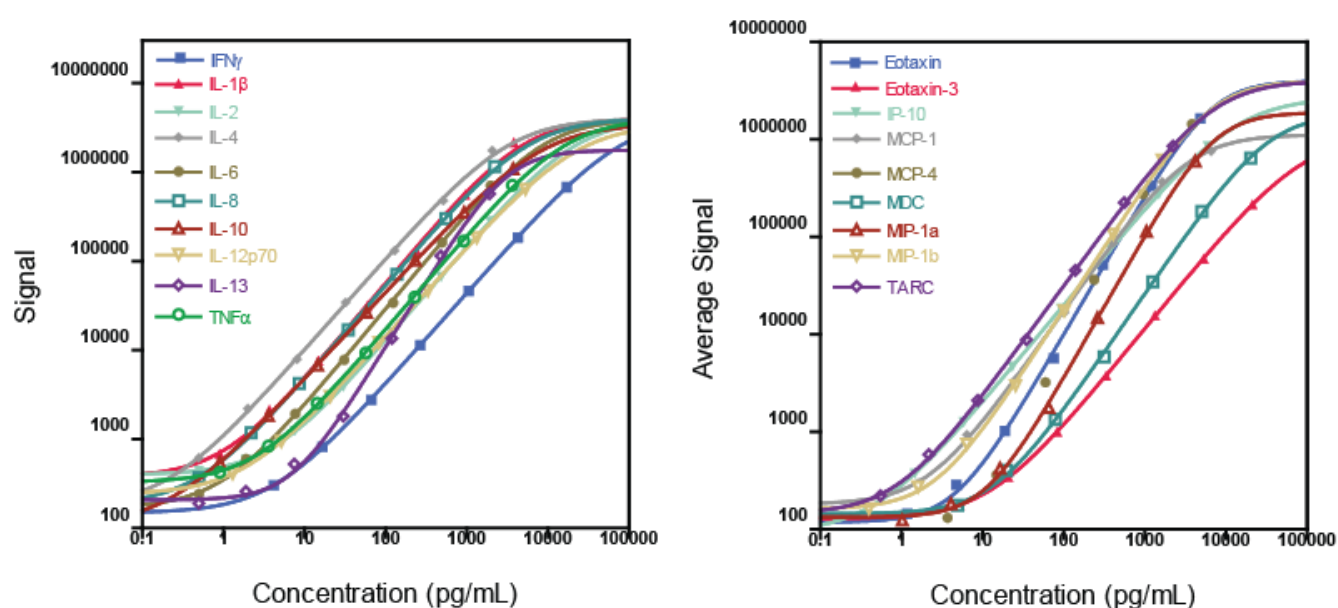 Signal
10000000
1000000
100000
10000
1000
100
IFNγ
IL-1β
IL-2
IL-4
IL-6
IL-8
IL-10
IL-12p70
IL-13
TNFα
0.1 1 10 100 1000 100000 100000
Concentration (pg/mL)
Average Signal
10000000
1000000
100000
10000
1000
100
Eotaxin
Eotaxin-3
IP-10
MCP-1
MCP-4
MDC
MIP-1a
MIP-1b
TARC
0.1 1 10 100 1000 10000 100000
Concentration (pg/mL)